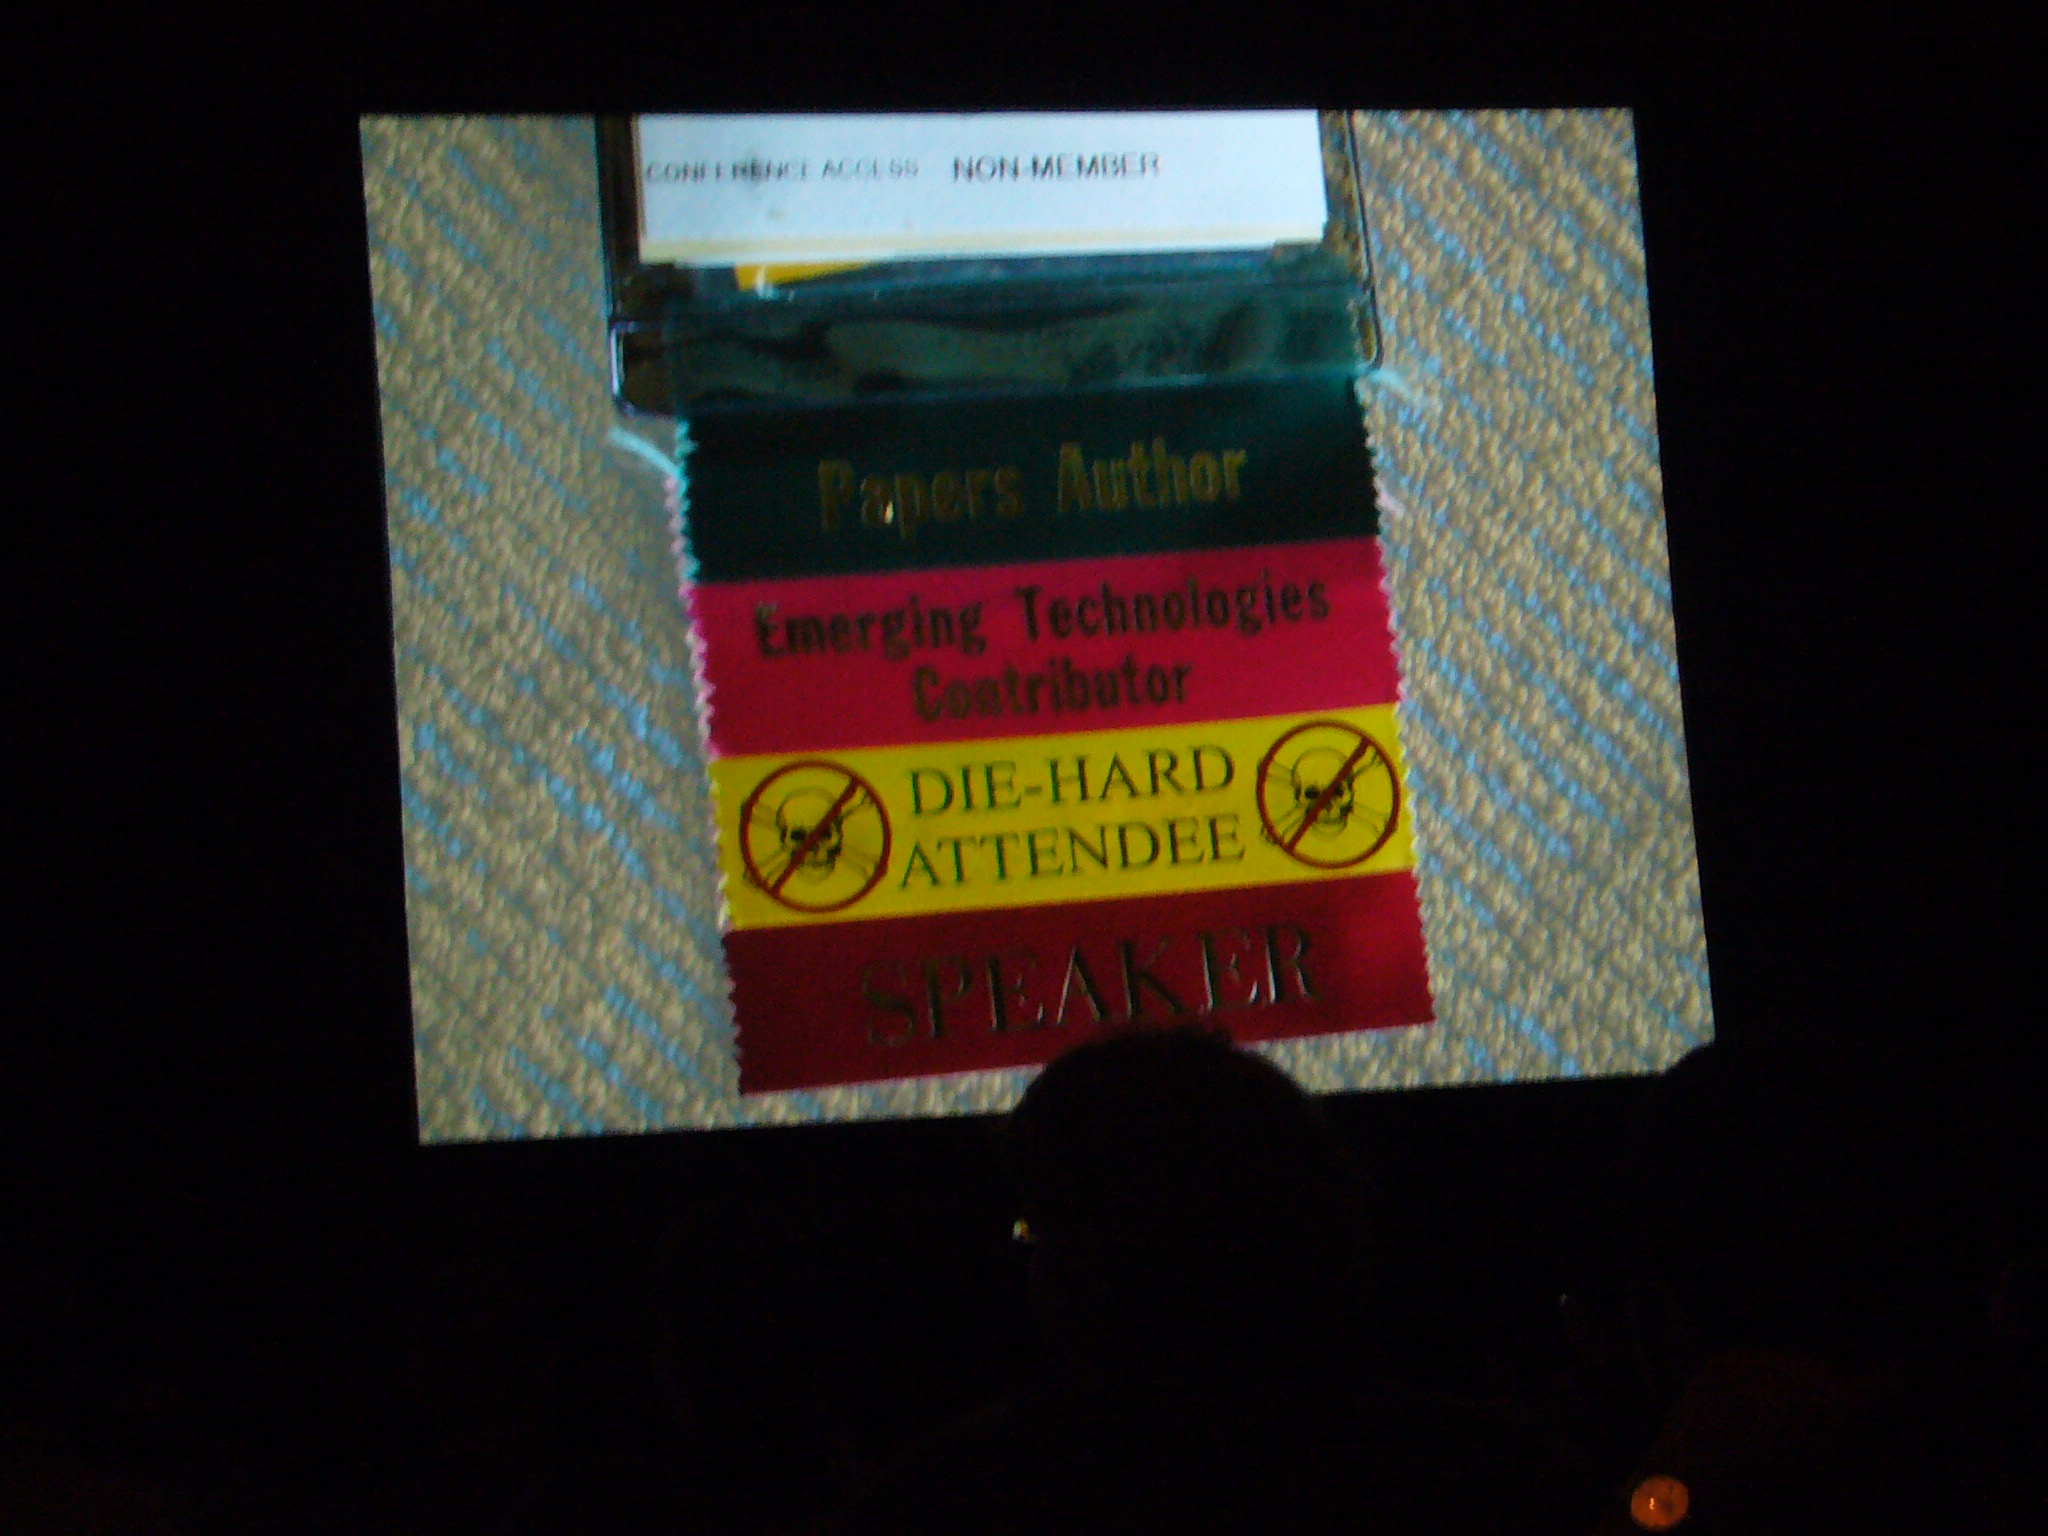 CONFERENCE ACCESS NON-MEMBER
Papers Author
Emerging Technologies
Contributor
DIE-HARD
ATTENDEE
SPEAKER